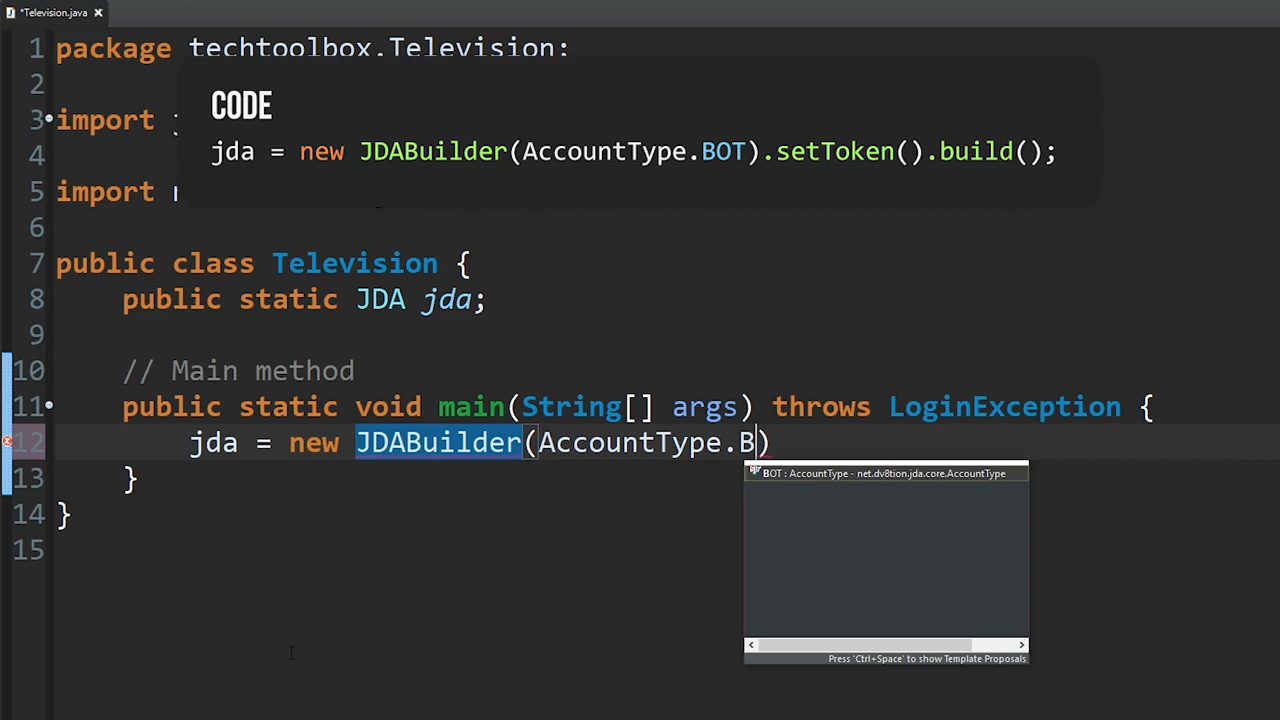 *Television.java
1 package techtoolbox.Television;
2
CODE
3 import j
jda = new JDABuilder(AccountType.BOT).setToken().build();
4
5 import
6
7 public class Television {
8 public static JDA jda;
9
10 // Main method
11 public static void main(String[] args) throws LoginException {
12 jda = new JDABuilder(AccountType.B)
BOT : AccountType - net.dv8tion.jda.core.AccountType
13 }
14 }
15
Press 'Ctrl+Space' to show Template Proposals